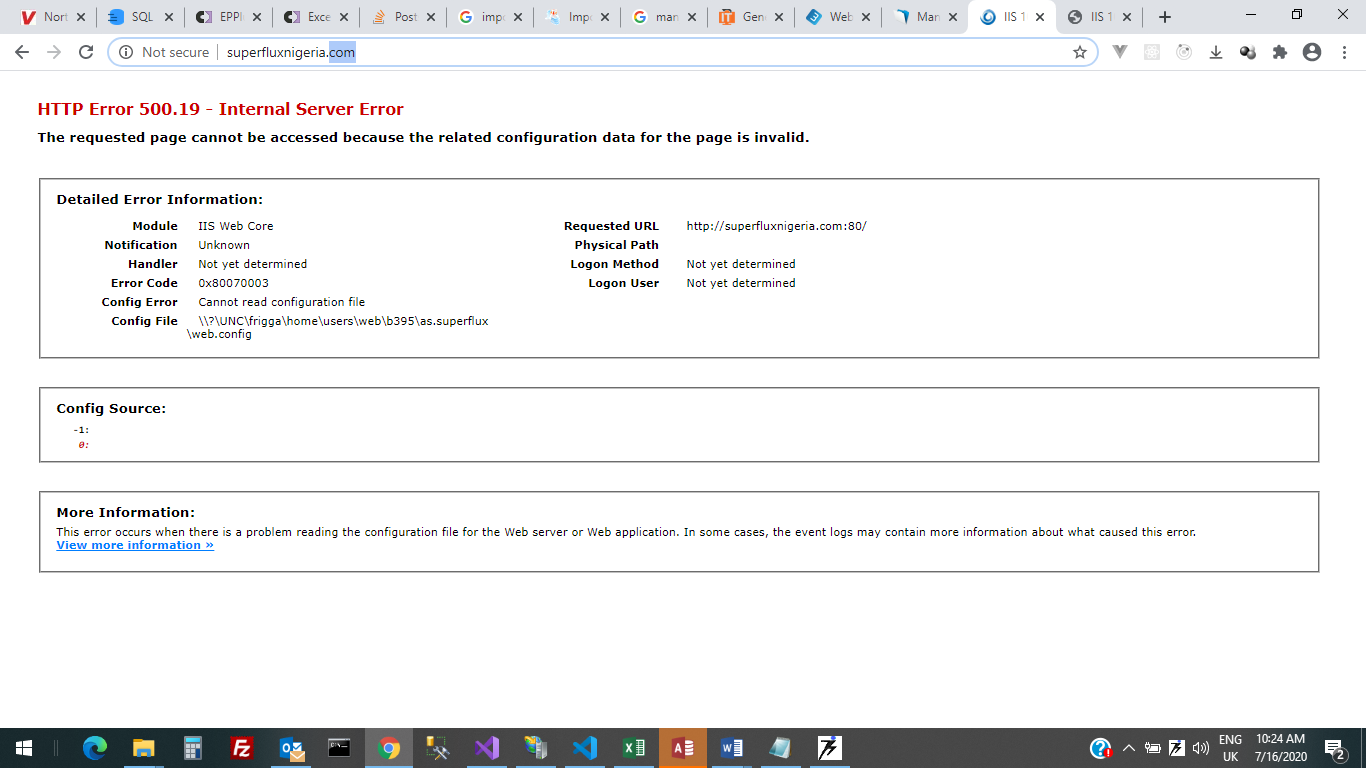 Nort
SQL
EPPl
Exce
Post
impo
Impo
man
Geni
Web
Man
IIS 1
IIS 1
Not secure
superfluxnigeria.com
HTTP Error 500.19 - Internal Server Error
The requested page cannot be accessed because the related configuration data for the page is invalid.
Detailed Error Information:
Module IIS Web Core
Notification Unknown
Handler Not yet determined
Error Code 0x80070003
Config Error Cannot read configuration file
Config File \\?\UNC\frigga\home\users\web\b395\as.superflux
\web.config
Requested URL http://superfluxnigeria.com:80/
Physical Path
Logon Method Not yet determined
Logon User Not yet determined
Config Source:
-1:
0:
More Information:
This error occurs when there is a problem reading the configuration file for the Web server or Web application. In some cases, the event logs may contain more information about what caused this error.
View more information »
ENG
UK
10:24 AM
7/16/2020
2